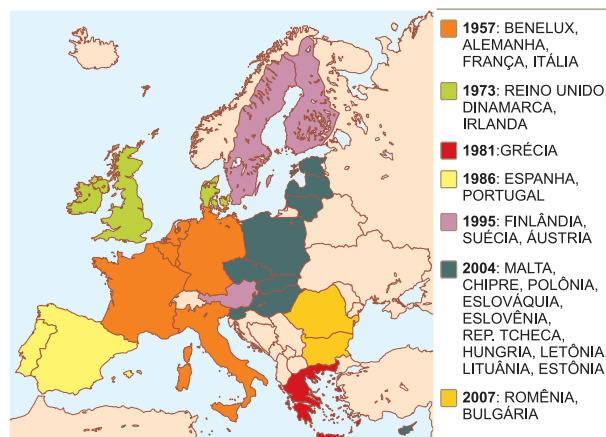 1957: BENELUX,
ALEMANHA,
FRANÇA, ITÁLIA
1973: REINO UNIDO,
DINAMARCA,
IRLANDA
1981:GRÉCIA
1986: ESPANHA,
PORTUGAL
1995: FINLÂNDIA,
SUÉCIA, ÁUSTRIA
2004: MALTA,
CHIPRE, POLÔNIA,
ESLOVÁQUIA,
ESLOVÊNIA,
REP. TCHECA,
HUNGRIA, LETÔNIA
LITUÂNIA, ESTÔNIA
2007: ROMÊNIA,
BULGÁRIA